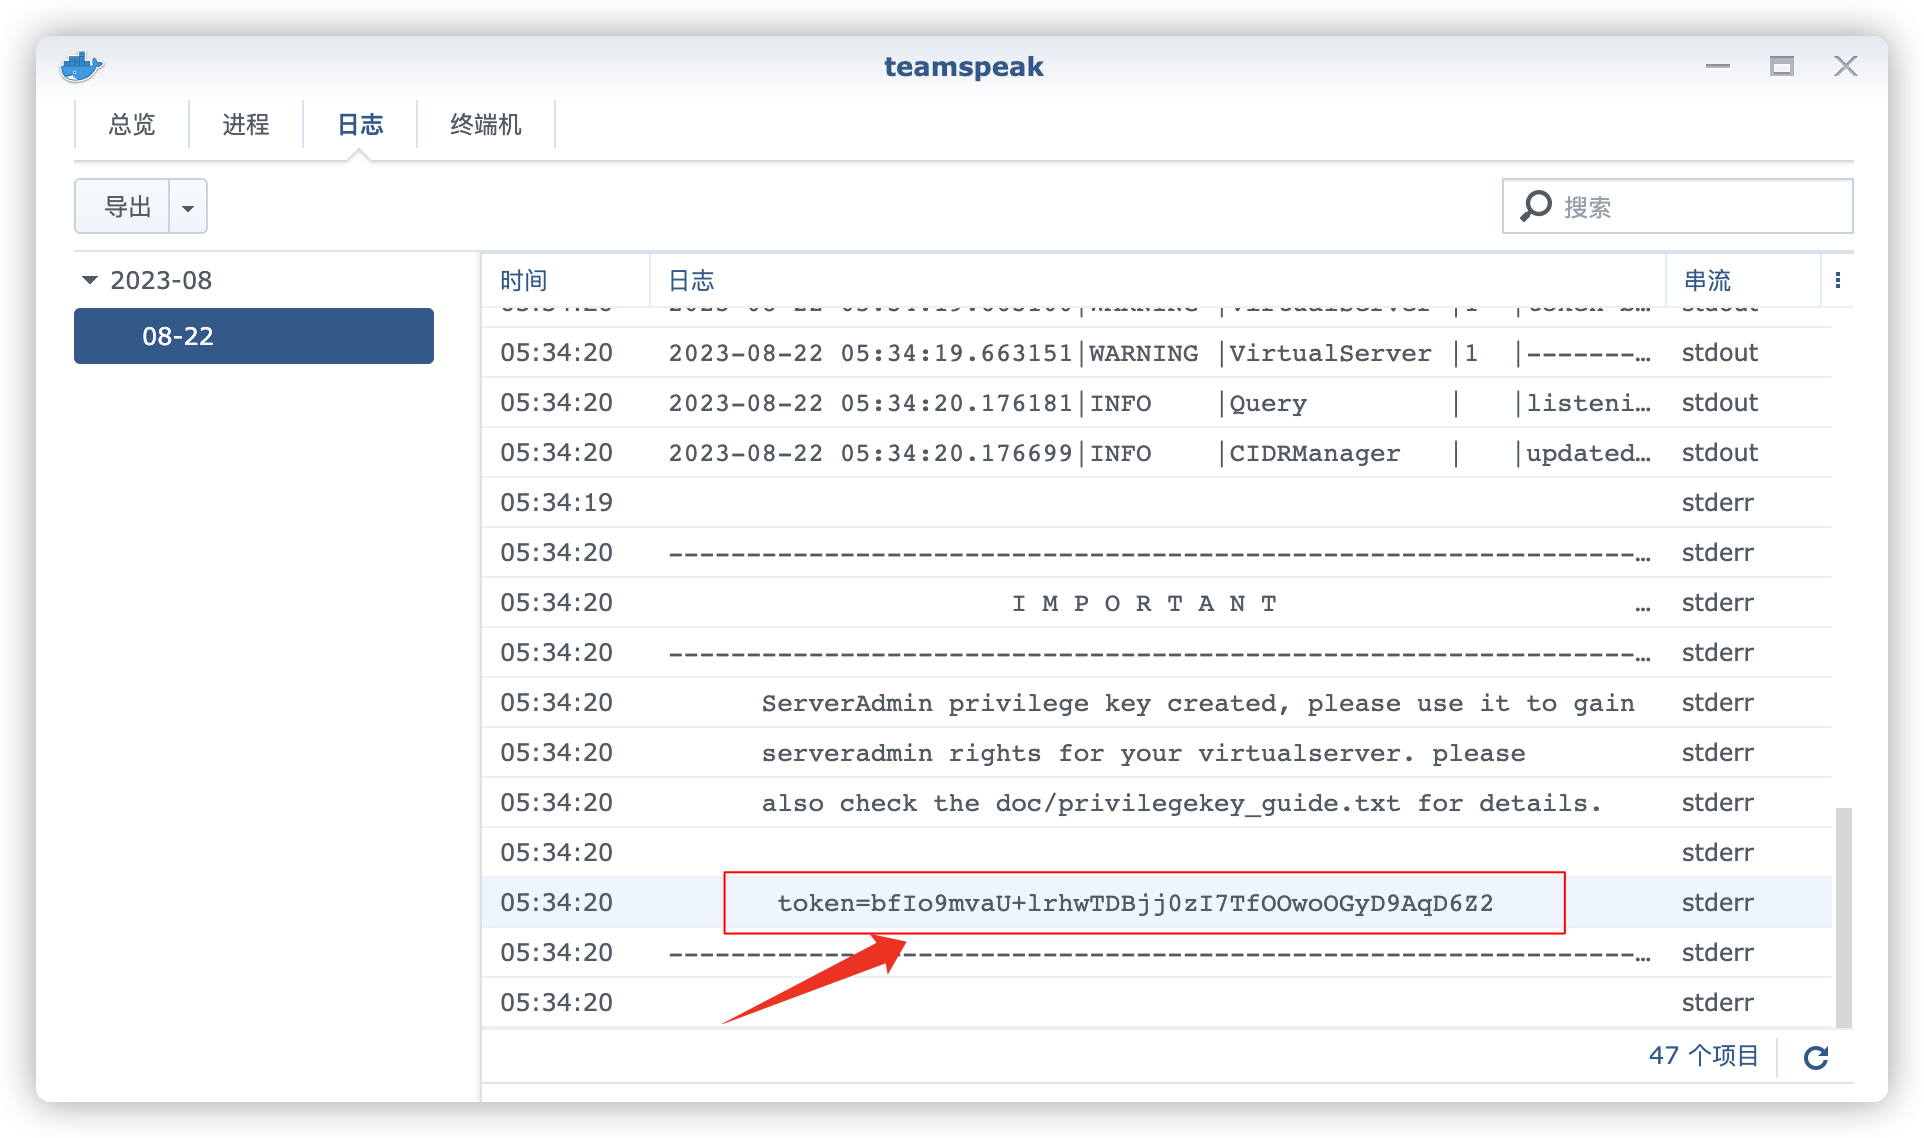 teamspeak
总览 进程 日志 终端机
导出 搜索
2023-08
08-22
时间 日志 串流
05:34:20 2023-08-22 05:34:19.663151|WARNING |VirtualServer |1 |-------… stdout
05:34:20 2023-08-22 05:34:20.176181|INFO |Query | |listeni… stdout
05:34:20 2023-08-22 05:34:20.176699|INFO |CIDRManager | |updated… stdout
05:34:19 stderr
05:34:20 --------------------------------------------------------------… stderr
05:34:20 I M P O R T A N T … stderr
05:34:20 --------------------------------------------------------------… stderr
05:34:20 ServerAdmin privilege key created, please use it to gain stderr
05:34:20 serveradmin rights for your virtualserver. please stderr
05:34:20 also check the doc/privilegekey_guide.txt for details. stderr
05:34:20 stderr
05:34:20 token=bfIo9mvaU+lrhwTDBjj0zI7TfOOwoOGyD9AqD6Z2 stderr
05:34:20 --------------------------------------------------------------… stderr
05:34:20 stderr
47 个项目